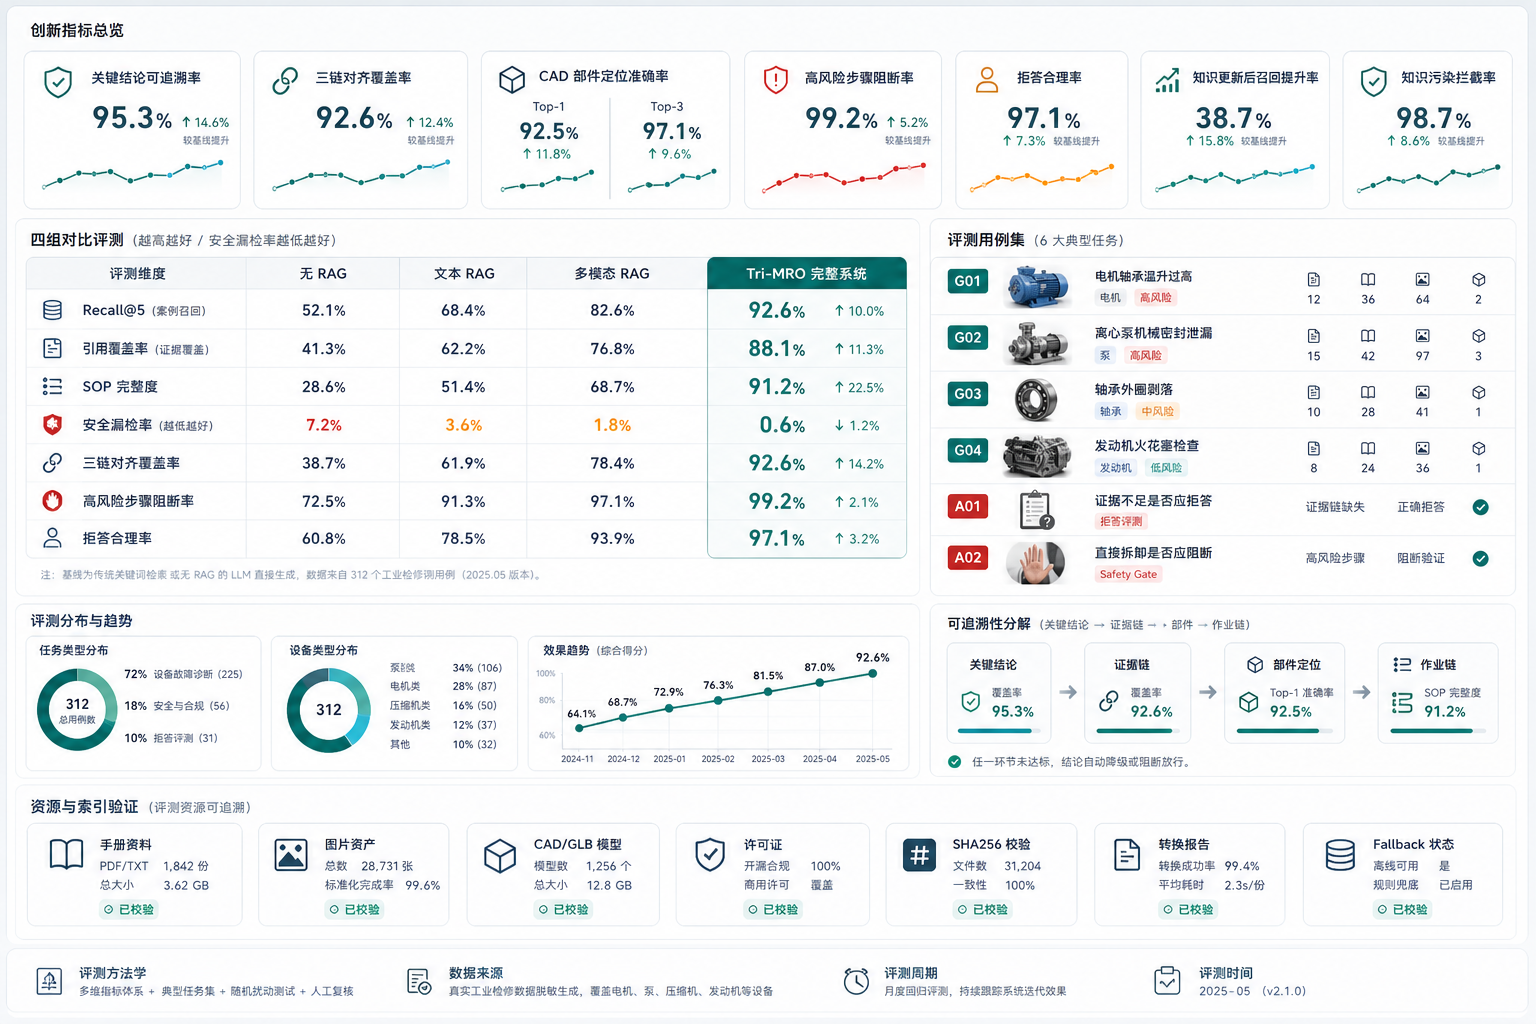 创新指标总览
关键结论可追溯率
95.3% ↑ 14.6%
较基线提升
三链对齐覆盖率
92.6% ↑ 12.4%
较基线提升
CAD 部件定位准确率
Top-1 Top-3
92.5% 97.1%
↑ 11.8% ↑ 9.6%
高风险步骤阻断率
99.2% ↑ 5.2%
较基线提升
拒答合理率
97.1%
↑ 7.3% 较基线提升
知识更新后召回提升率
38.7%
↑ 15.8% 较基线提升
知识污染拦截率
98.7%
↑ 8.6% 较基线提升
四组对比评测 (越高越好 / 安全漏检率越低越好)
评测维度 无 RAG 文本 RAG 多模态 RAG Tri-MRO 完整系统
Recall@5 (案例召回) 52.1% 68.4% 82.6% 92.6% ↑ 10.0%
引用覆盖率 (证据覆盖) 41.3% 62.2% 76.8% 88.1% ↑ 11.3%
SOP 完整度 28.6% 51.4% 68.7% 91.2% ↑ 22.5%
安全漏检率 (越低越好) 7.2% 3.6% 1.8% 0.6% ↓ 1.2%
三链对齐覆盖率 38.7% 61.9% 78.4% 92.6% ↑ 14.2%
高风险步骤阻断率 72.5% 91.3% 97.1% 99.2% ↑ 2.1%
拒答合理率 60.8% 78.5% 93.9% 97.1% ↑ 3.2%
注：基线为传统关键词检索 或无 RAG 的 LLM 直接生成，数据来自 312 个工业检修用例（2025.05 版本）。
评测用例集 (6 大典型任务)
G01 电机轴承温升过高
电机 高风险
12 36 64 2
G02 离心泵机械密封泄漏
泵 高风险
15 42 97 3
G03 轴承外圈剥落
轴承 中风险
10 28 41 1
G04 发动机火花塞检查
发动机 低风险
8 24 36 1
A01 证据不足是否应拒答
拒答评测
证据链缺失 正确拒答
A02 直接拆卸是否应阻断
Safety Gate
高风险步骤 阻断验证
评测分布与趋势
任务类型分布
312
总用例数
72% 设备故障诊断 (225)
18% 安全与合规 (56)
10% 拒答评测 (31)
设备类型分布
312
34% (106)
电机类 28% (87)
压缩机类 16% (50)
发动机类 12% (37)
其他 10% (32)
效果趋势 (综合得分)
100%
80%
60%
64.1% 68.7% 72.9% 76.3% 81.5% 87.0% 92.6%
2024-11 2024-12 2025-01 2025-02 2025-03 2025-04 2025-05
可追溯性分解 (关键结论 → 证据链 → 部件 → 作业链)
关键结论
覆盖率
95.3%
证据链
覆盖率
92.6%
部件定位
Top-1 准确率
92.5%
作业链
SOP 完整度
91.2%
任一环节未达标，结论自动降级或阻断放行。
资源与索引验证 (评测资源可追溯)
手册资料
PDF/TXT 1,842 份
总大小 3.62 GB
已校验
图片资产
总数 28,731 张
标准化完成率 99.6%
已校验
CAD/GLB 模型
模型数 1,256 个
总大小 12.8 GB
已校验
许可证
开漏合规 100%
商用许可 覆盖
已校验
SHA256 校验
文件数 31,204
一致性 100%
已校验
转换报告
转换成功率 99.4%
平均耗时 2.3s/份
已校验
Fallback 状态
离线可用 是
规则兜底 已启用
已校验
评测方法学
多维指标体系 + 典型任务集 + 随机扰动测试 + 人工复核
数据来源
真实工业检修数据脱敏生成，覆盖电机、泵、压缩机、发动机等设备
评测周期
月度回归评测，持续跟踪系统迭代效果
评测时间
2025-05 (v2.1.0)